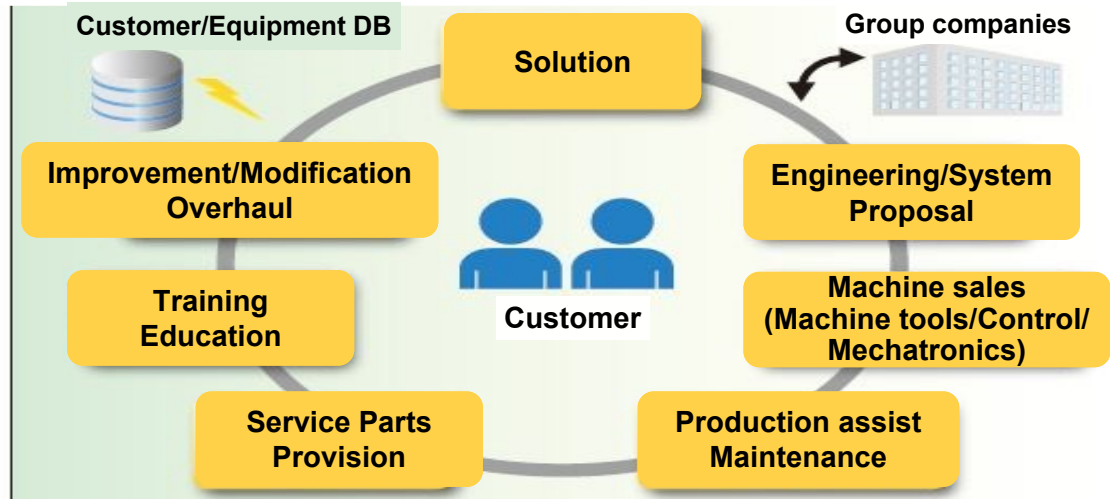 Customer/Equipment DB
Group companies
Solution
Improvement/Modification
Overhaul
Engineering/System
Proposal
Training
Education
Customer
Machine sales
(Machine tools/Control/
Mechatronics)
Service Parts
Provision
Production assist
Maintenance